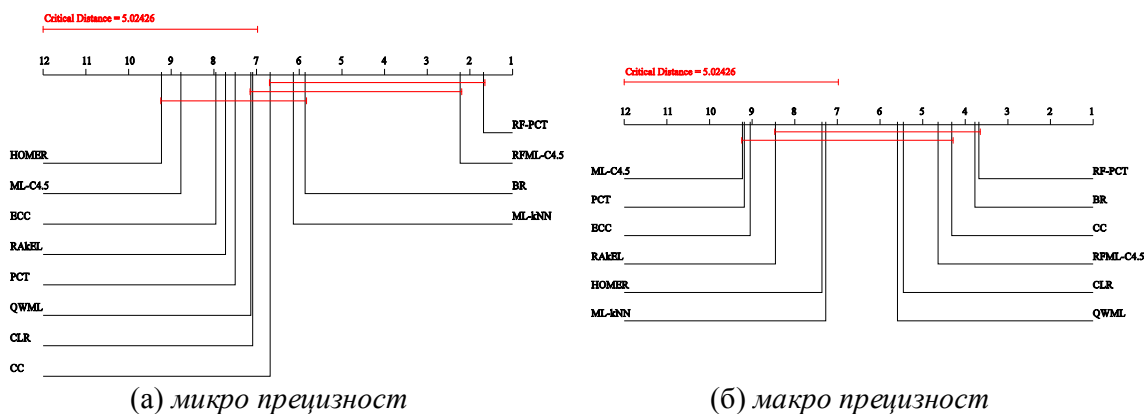 Critical Distance = 5.02426
12 11 10 9 8 7 6 5 4 3 2 1
HOMER
ML-C4.5
ECC
RAkEL
PCT
QWML
CLR
CC
RF-PCT
RFML-C4.5
BR
ML-kNN
(а) микро прецизност
Critical Distance = 5.02426
12 11 10 9 8 7 6 5 4 3 2 1
ML-C4.5
PCT
ECC
RAkEL
HOMER
ML-kNN
RF-PCT
BR
CC
RFML-C4.5
CLR
QWML
(б) макро прецизност